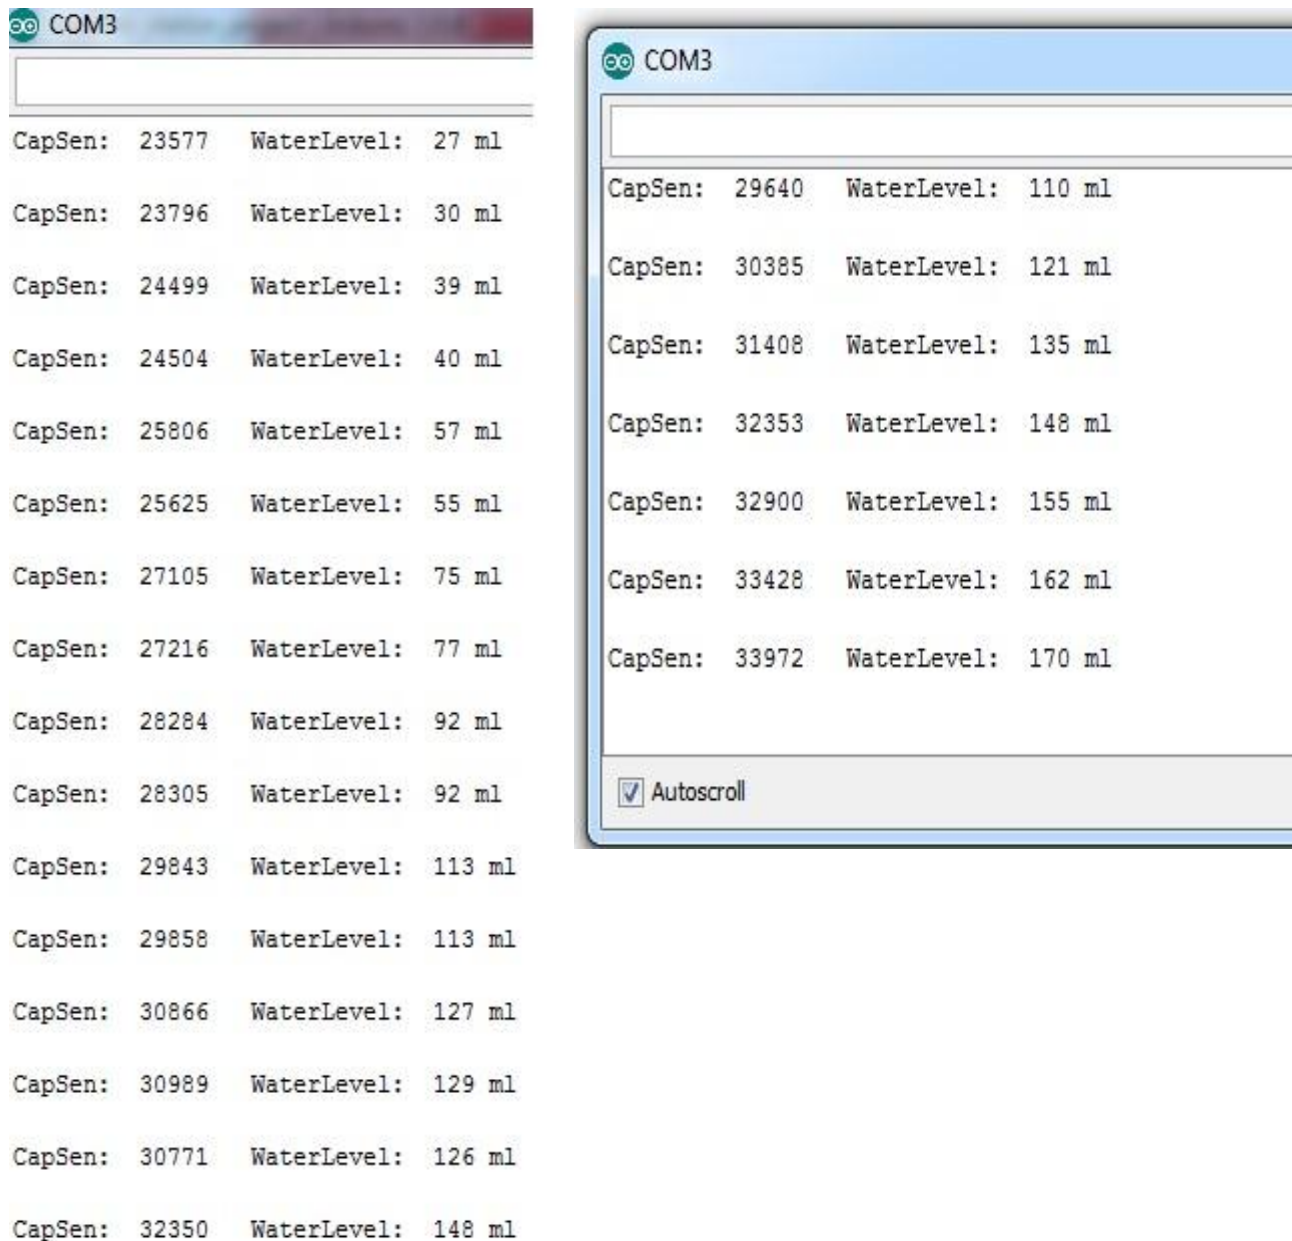 COM3
CapSen: 23577 WaterLevel: 27 ml
CapSen: 23796 WaterLevel: 30 ml
CapSen: 24499 WaterLevel: 39 ml
CapSen: 24504 WaterLevel: 40 ml
CapSen: 25806 WaterLevel: 57 ml
CapSen: 25625 WaterLevel: 55 ml
CapSen: 27105 WaterLevel: 75 ml
CapSen: 27216 WaterLevel: 77 ml
CapSen: 28284 WaterLevel: 92 ml
CapSen: 28305 WaterLevel: 92 ml
CapSen: 29843 WaterLevel: 113 ml
CapSen: 29858 WaterLevel: 113 ml
CapSen: 30866 WaterLevel: 127 ml
CapSen: 30989 WaterLevel: 129 ml
CapSen: 30771 WaterLevel: 126 ml
CapSen: 32350 WaterLevel: 148 ml
COM3
CapSen: 29640 WaterLevel: 110 ml
CapSen: 30385 WaterLevel: 121 ml
CapSen: 31408 WaterLevel: 135 ml
CapSen: 32353 WaterLevel: 148 ml
CapSen: 32900 WaterLevel: 155 ml
CapSen: 33428 WaterLevel: 162 ml
CapSen: 33972 WaterLevel: 170 ml
Autoscroll